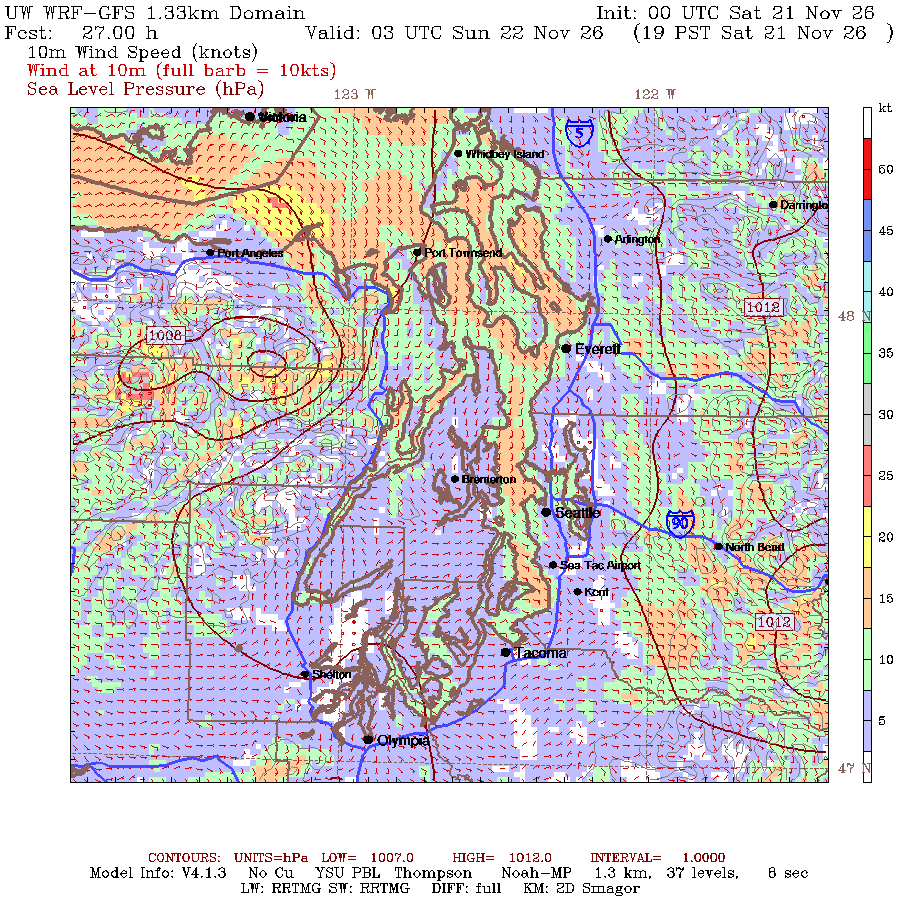 UW WRF-GFS 1.33km Domain Init: 00 UTC Sat 21 Nov 26
Fcst: 27.00 h Valid: 03 UTC Sun 22 Nov 26 (19 PST Sat 21 Nov 26 )
10m Wind Speed (knots)
Wind at 10m (full barb = 10kts)
Sea Level Pressure (hPa)
123 W 122 W
kt
Victoria
5
Whidbey Island
60
Darringto
45
Arlington
Port Angeles
Port Townsend
40
1012
48 N
1008
Everett
35
30
Bremerton
25
Seattle
90
20
North Bend
Sea Tac Airport
Kent
15
1012
Tacoma
10
Shelton
5
Olympia
47 N
CONTOURS: UNITS=hPa LOW= 1007.0 HIGH= 1012.0 INTERVAL= 1.0000
Model Info: V4.1.3 No Cu YSU PBL Thompson Noah-MP 1.3 km, 37 levels, 8 sec
LW: RRTMG SW: RRTMG DIFF: full KM: 2D Smagor